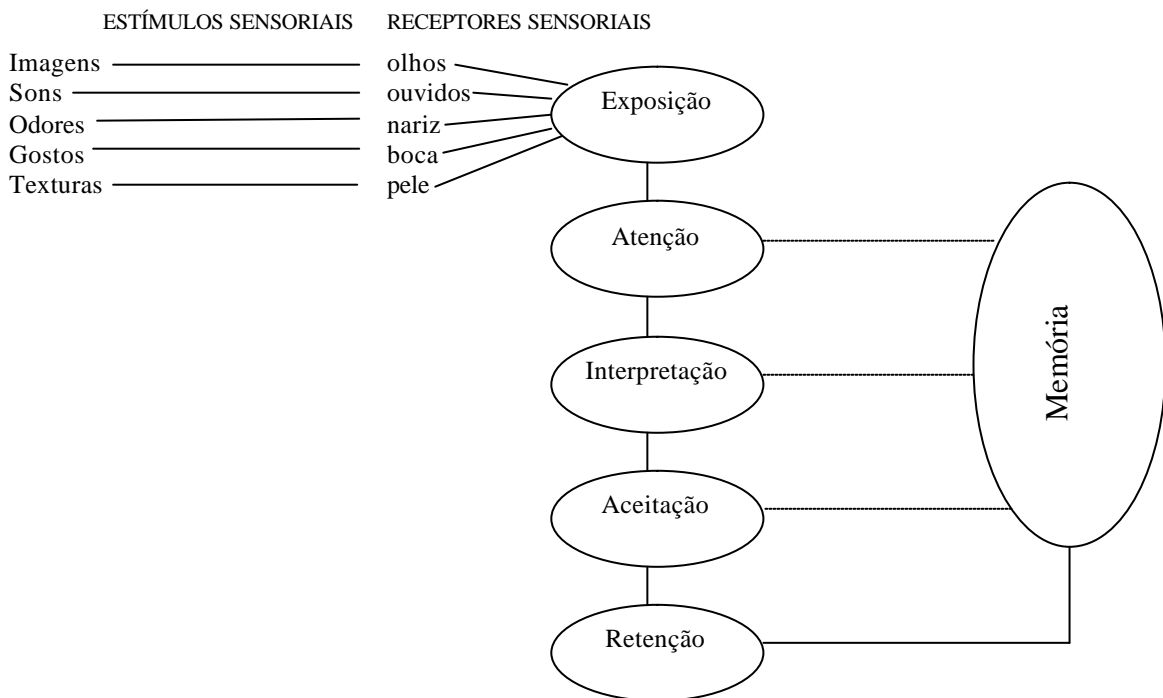 ESTÍMULOS SENSORIAIS RECEPTORES SENSORIAIS
Imagens olhos
Sons ouvidos
Odores nariz
Gostos boca
Texturas pele
Exposição
Atenção
Interpretação
Aceitação
Retenção
Memória